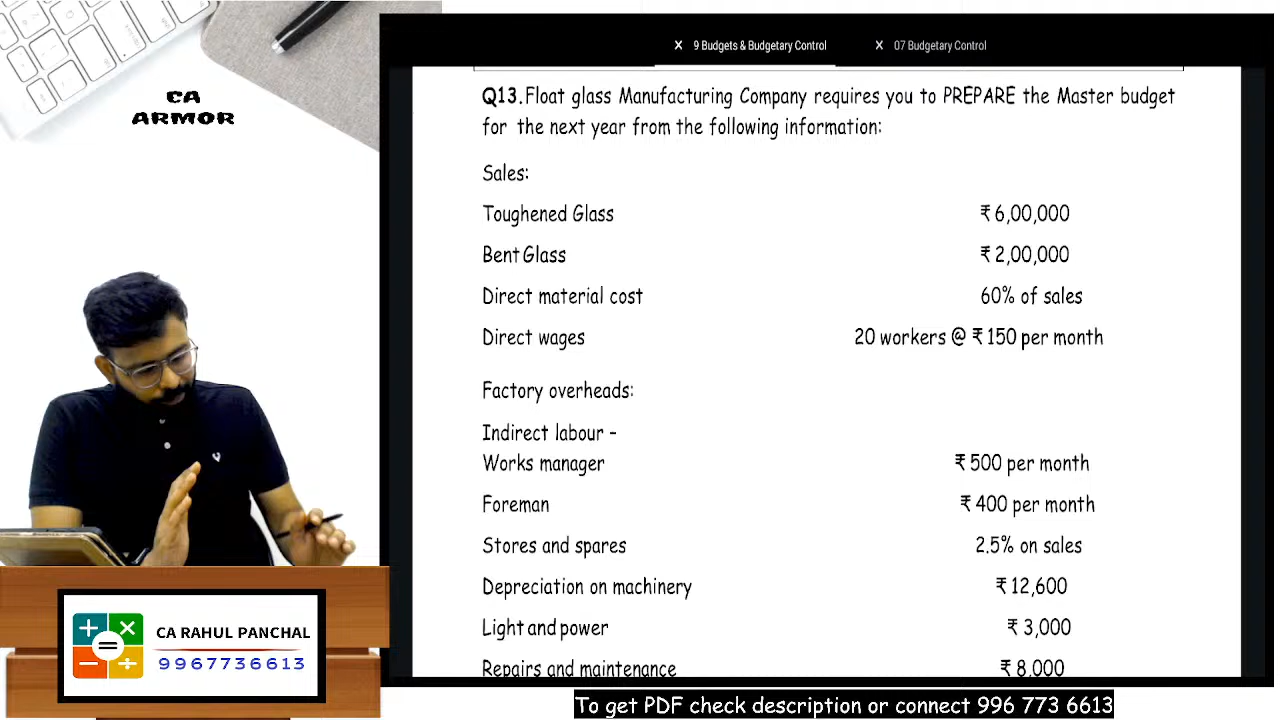 CA
ARMOR
X 9 Budgets & Budgetary Control X 07 Budgetary Control
Q13.Float glass Manufacturing Company requires you to PREPARE the Master budget
for the next year from the following information:
Sales:
Toughened Glass ₹ 6,00,000
Bent Glass ₹ 2,00,000
Direct material cost 60% of sales
Direct wages 20 workers @ ₹ 150 per month
Factory overheads:
Indirect labour –
Works manager ₹ 500 per month
Foreman ₹ 400 per month
Stores and spares 2.5% on sales
Depreciation on machinery ₹ 12,600
Light and power ₹ 3,000
Repairs and maintenance ₹ 8,000
CA RAHUL PANCHAL
9967736613
To get PDF check description or connect 996 773 6613